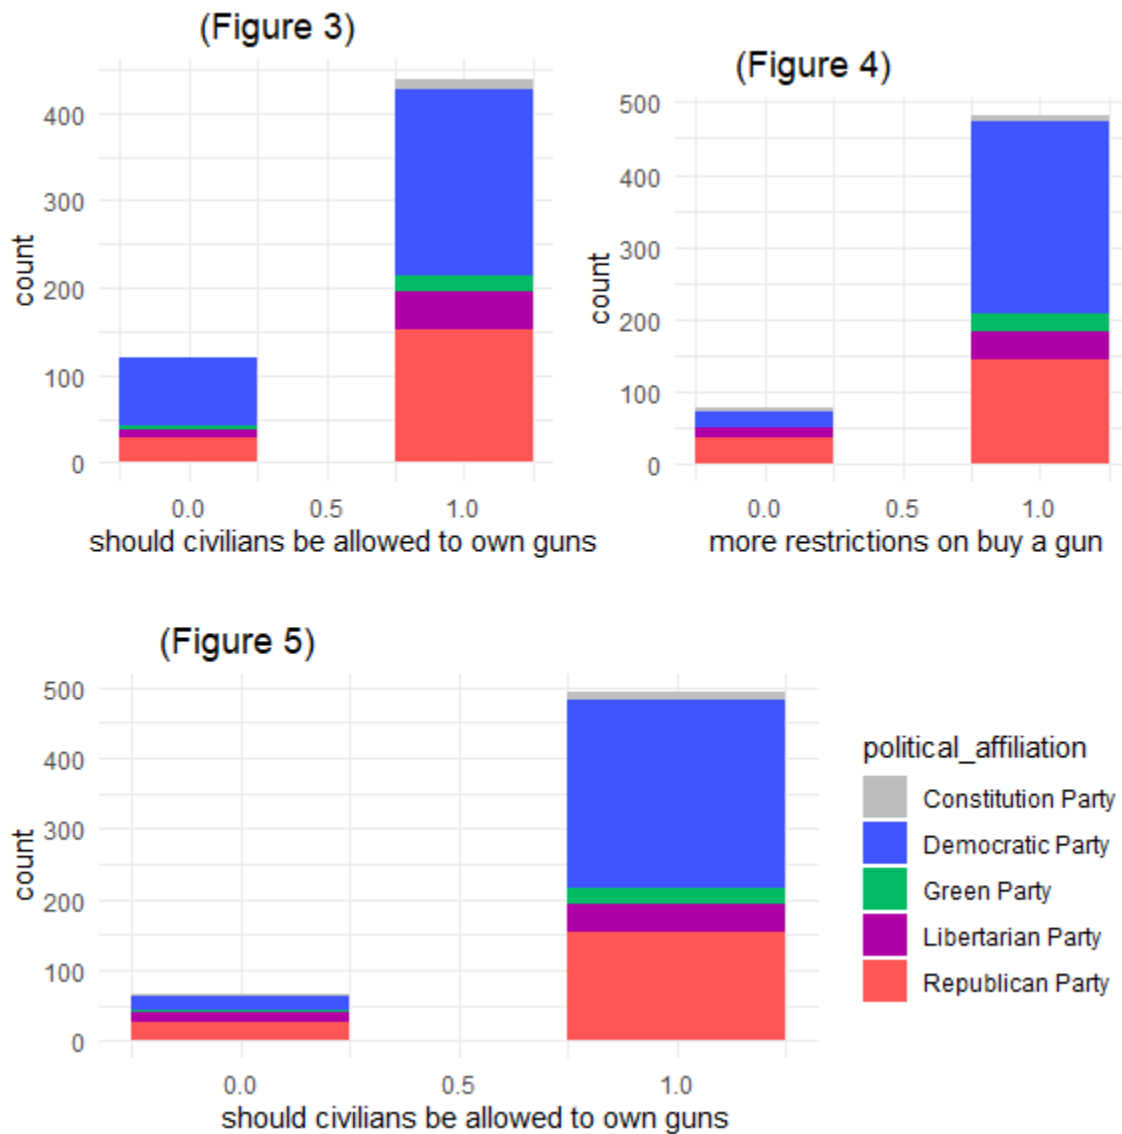 (Figure 3)
count
400
300
200
100
0
0.0 0.5 1.0
should civilians be allowed to own guns
(Figure 4)
count
500
400
300
200
100
0
0.0 0.5 1.0
more restrictions on buy a gun
(Figure 5)
count
500
400
300
200
100
0
0.0 0.5 1.0
should civilians be allowed to own guns
political_affiliation
Constitution Party
Democratic Party
Green Party
Libertarian Party
Republican Party